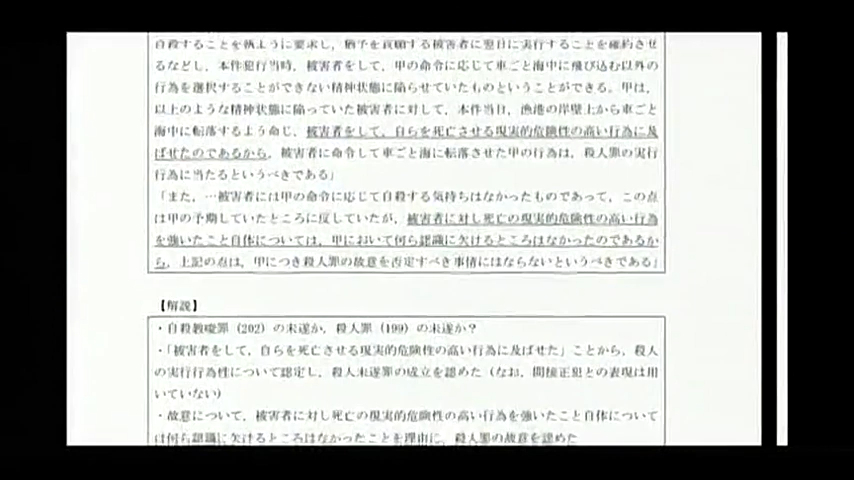 自殺することを執ように要求し，猶予を哀願する被害者に翌日に実行することを確約させ
るなどし，本件犯行当時，被害者をして，甲の命令に応じて車ごと海中に飛び込む以外の
行為を選択することができない精神状態に陥らせていたものということができる。甲は，
以上のような精神状態に陥っていた被害者に対して，本件当日，漁港の岸壁上から車ごと
海中に転落するよう命じ，被害者をして，自らを死亡させる現実的危険性の高い行為に及
ばせたのであるから，被害者に命令して車ごと海に転落させた甲の行為は，殺人罪の実行
行為に当たるというべきである」
「また，…被害者には甲の命令に応じて自殺する気持ちはなかったものであって，この点
は甲の予期していたところに反していたが，被害者に対し死亡の現実的危険性の高い行為
を強いたこと自体については，甲において何ら認識に欠けるところはなかったのであるか
ら，上記の点は，甲につき殺人罪の故意を否定すべき事情にはならないというべきである」
【解説】
・自殺教唆罪（202）の未遂か，殺人罪（199）の未遂か？
・「被害者をして，自らを死亡させる現実的危険性の高い行為に及ばせた」ことから，殺人
の実行行為性について認定し，殺人未遂罪の成立を認めた（なお，間接正犯との表現は用
いていない）
・故意について，被害者に対し死亡の現実的危険性の高い行為を強いたこと自体について
は何ら認識に欠けるところはなかったことを理由に，殺人罪の故意を認めた